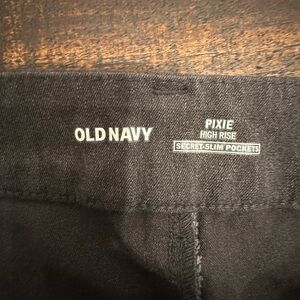 OLD NAVY
PIXIE
HIGH RISE
SECRET-SLIM POCKETS